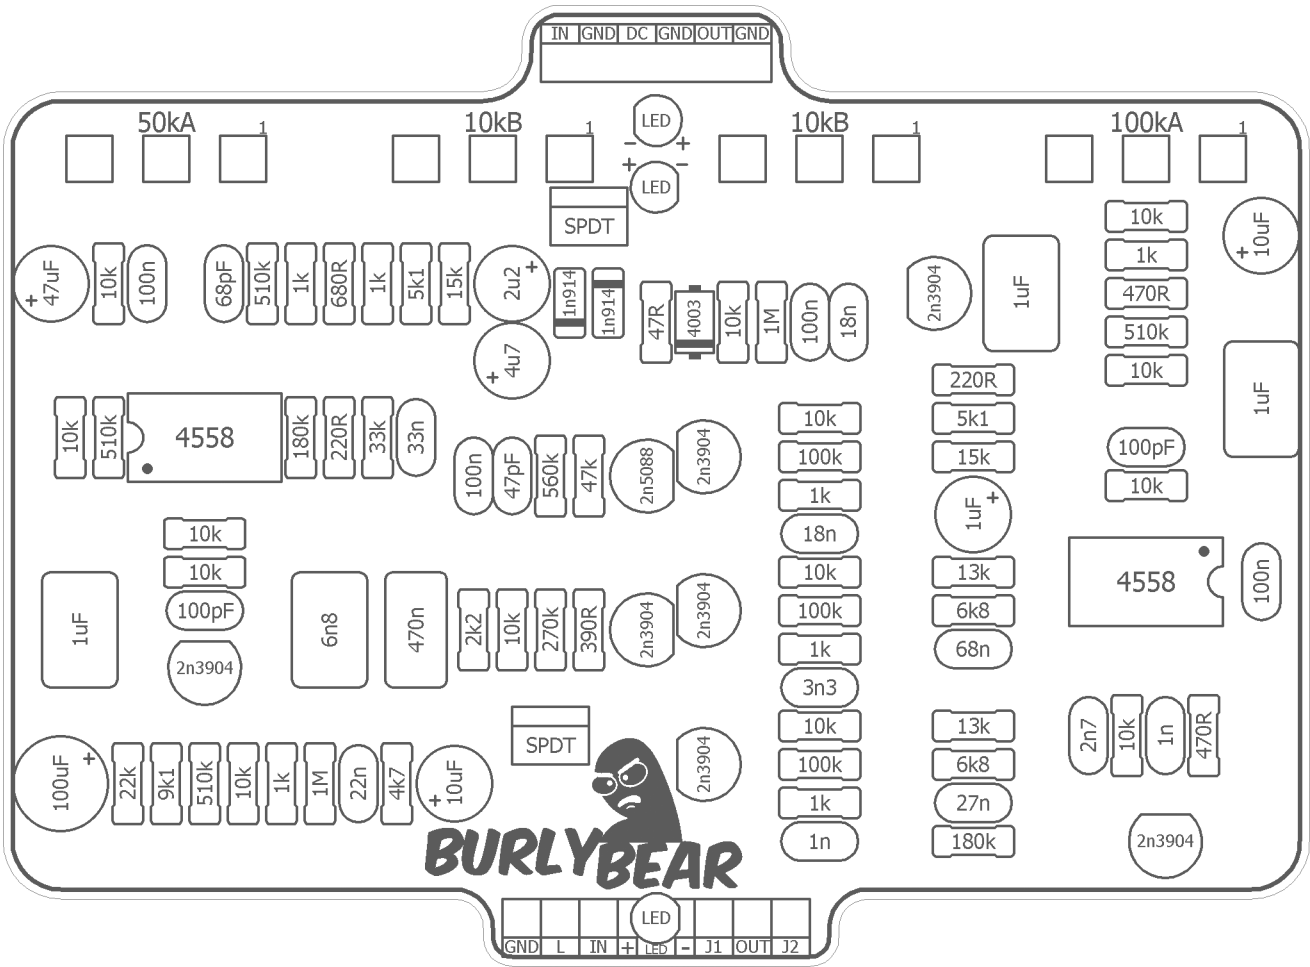 IN GND DC GND OUT GND
50kA 1 10kB 1 10kB 1 100kA 1
LED
- +
+ -
LED
SPDT
47uF + 10k 100n 68pF 510k 1k 680R 1k 5k1 15k 2u2 + 1n914 1n914
4u7 +
47R 4003 10k 1M 100n 18n
2n3904 1uF
10k
1k
470R
510k
10k
10uF +
1uF
10k 510k 4558 180k 220R 33k 33n
100n 47pF 560k 47k 2n5088 2n3904
10k
100k
1k
18n
10k
100k
1k
3n3
10k
100k
1k
1n
220R
5k1
15k
1uF +
13k
6k8
68n
13k
6k8
27n
180k
100pF
10k
4558 100n
10k
10k
100pF
2n3904
1uF 6n8 470n 2k2 10k 270k 390R 2n3904 2n3904
2n7 10k 1n 470R
2n3904
SPDT
2n3904
100uF + 22k 9k1 510k 10k 1k 1M 22n 4k7 10uF +
BURLY
BEAR
LED
GND L IN + LED - J1 OUT J2